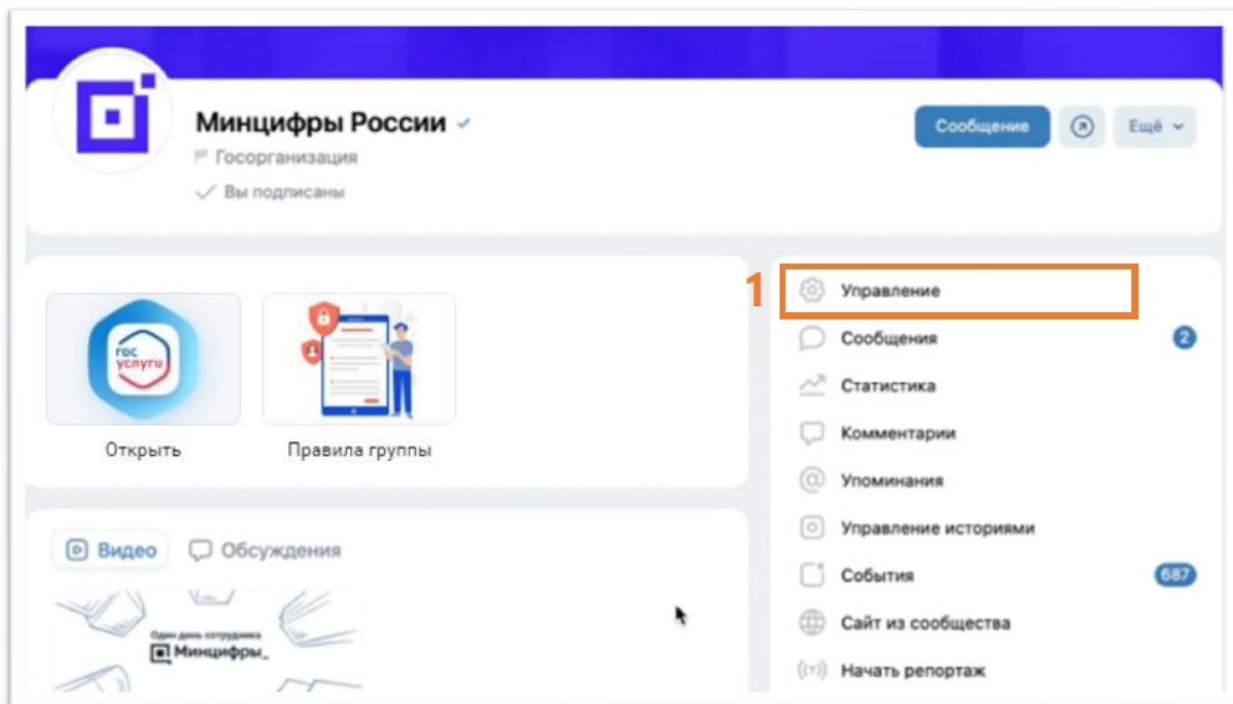 Минцифры России
Госорганизация
Вы подписаны
Сообщение
Ещё
гос
услуги
Открыть
Правила группы
Видео
Обсуждения
Один день сотрудника
Минцифры_
1
Управление
Сообщения
2
Статистика
Комментарии
Упоминания
Управление историями
События
687
Сайт из сообщества
Начать репортаж